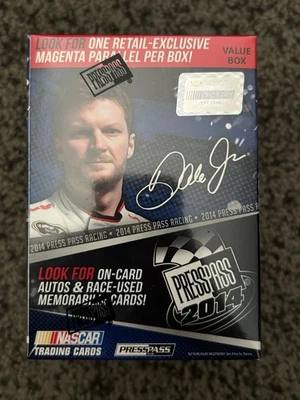 LOOK FOR ONE RETAIL-EXCLUSIVE
MAGENTA PARALLEL PER BOX!
VALUE
BOX
PRESS PASS
Dale Jr.
2014 PRESS PASS RACING • 2014 PRESS PASS RACING • 2014 PRESS PASS RACING
LOOK FOR ON-CARD
AUTOS & RACE-USED
MEMORABILIA CARDS!
PRESS PASS
2014
NASCAR
TRADING CARDS
PRESS PASS